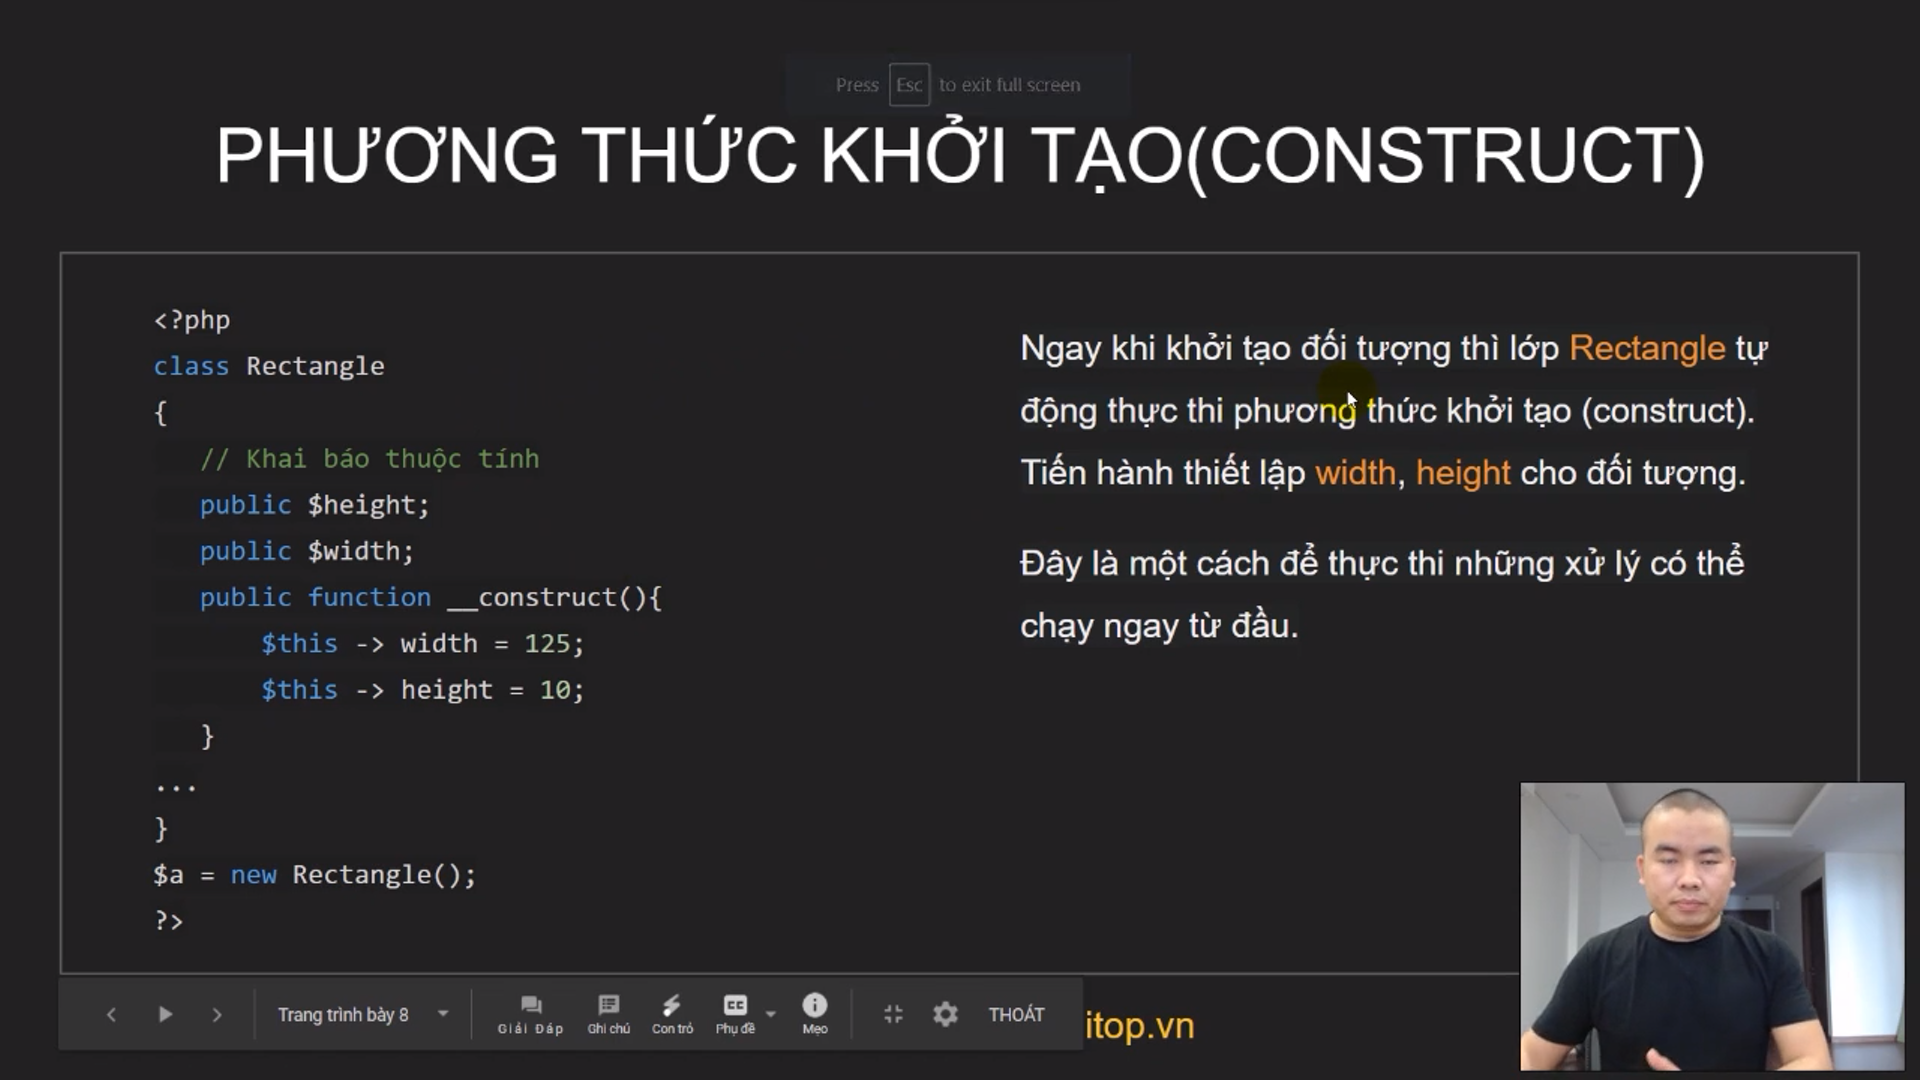 Press Esc to exit full screen
PHƯƠNG THỨC KHỞI TẠO(CONSTRUCT)
<?php
class Rectangle
{
// Khai báo thuộc tính
public $height;
public $width;
public function __construct(){
$this -> width = 125;
$this -> height = 10;
}
...
}
$a = new Rectangle();
?>
Ngay khi khởi tạo đối tượng thì lớp Rectangle tự
động thực thi phương thức khởi tạo (construct).
Tiến hành thiết lập width, height cho đối tượng.
Đây là một cách để thực thi những xử lý có thể
chạy ngay từ đầu.
Trang trình bày 8
Giải Đáp
Ghi chú
Con trỏ
Phụ đề
Mẹo
THOÁT
itop.vn